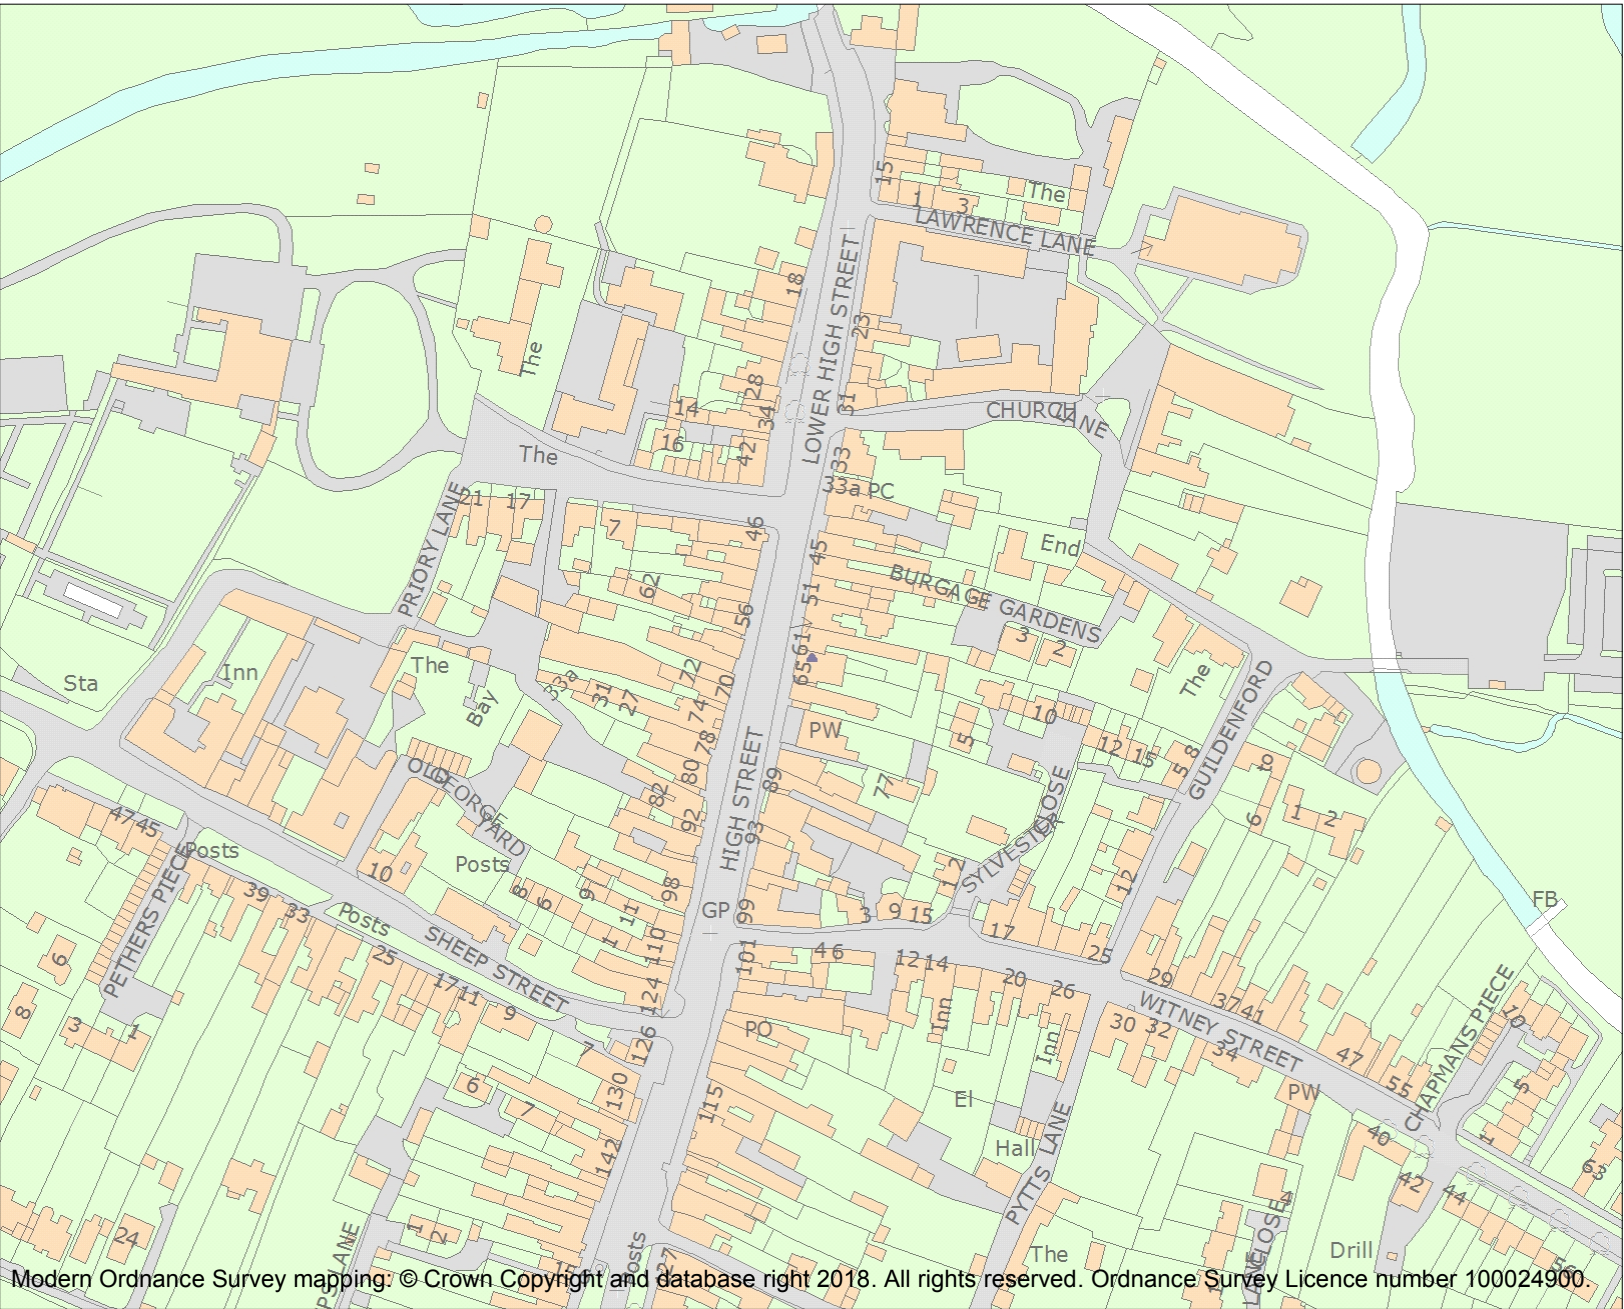 15
1
3
The
LAWRENCE LANE
18
LOWER HIGH STREET
23
The
28
34
14
16
42
31
CHURCH LANE
The
33
33a
PC
21
17
PRIORY LANE
7
46
45
End
62
56
51
BURGAGE GARDENS
3
2
61
65
Inn
The
Sta
Bay
33a
31
27
72
70
74
78
The
GUILDENFORD
10
5
12
15
5
8
PW
HIGH STREET
80
82
92
89
93
77
CLOSE
SYLVESTER
OLD
GEORGE
YARD
47
45
Posts
PETHERS PIECE
10
Posts
8
6
9
98
11
1
110
GP
99
3
9
15
1
2
17
12
25
6
1
2
FB
39
33
Posts
SHEEP STREET
25
17
11
9
7
124
126
101
4
6
12
14
20
26
Inn
Inn
29
37
41
WITNEY STREET
30
32
34
47
55
PW
CHAPMANS PIECE
10
5
1
6
8
3
1
PO
6
7
130
142
115
El
Hall
PYTTS LANE
40
42
44
63
24
1
2
Posts
27
The
4
CLOSE
LANE
Drill
56
Modern Ordnance Survey mapping: © Crown Copyright and database right 2018. All rights reserved. Ordnance Survey Licence number 100024900.